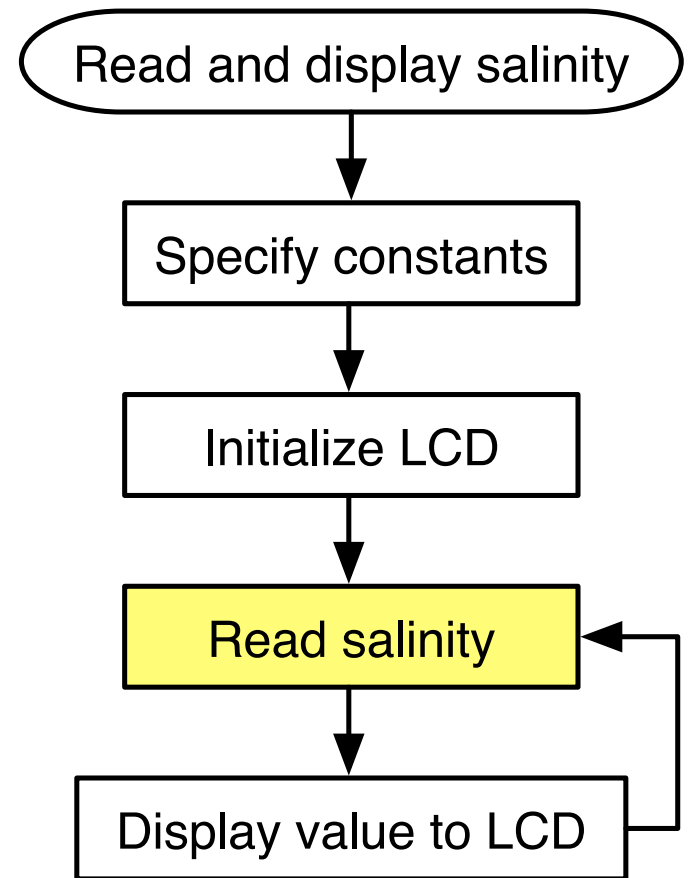 Read and display salinity
Specify constants
Initialize LCD
Read salinity
Display value to LCD